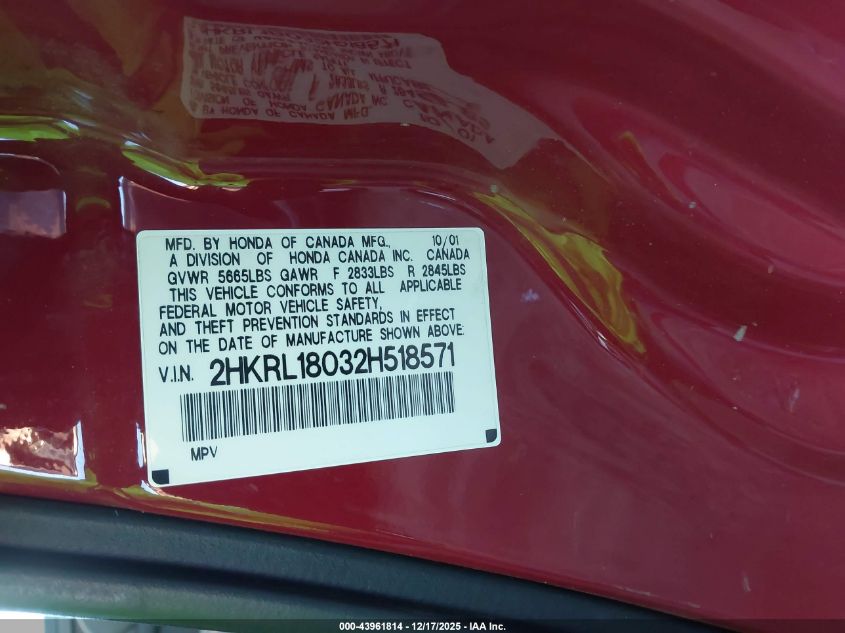 MFD. BY HONDA OF CANADA MFG., 10/01
A DIVISION OF HONDA CANADA INC. CANADA
GVWR 5665LBS GAWR F 2833LBS R 2845LBS
THIS VEHICLE CONFORMS TO ALL APPLICABLE
FEDERAL MOTOR VEHICLE SAFETY,
AND THEFT PREVENTION STANDARDS IN EFFECT
ON THE DATE OF MANUFACTURE SHOWN ABOVE:
V.I.N. 2HKRL18032H518571
MPV
000-43961814 - 12/17/2025 - IAA Inc.